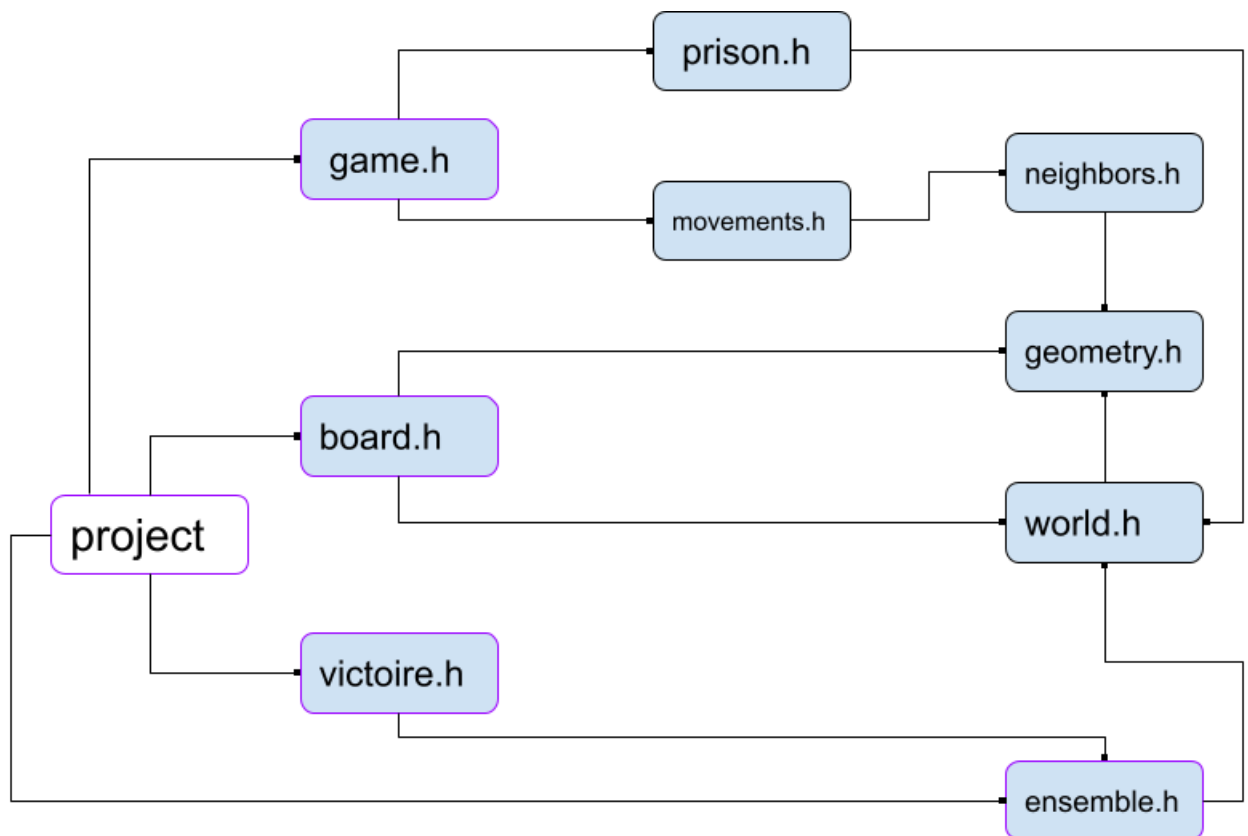 prison.h
game.h
neighbors.h
movements.h
geometry.h
board.h
world.h
project
victoire.h
ensemble.h